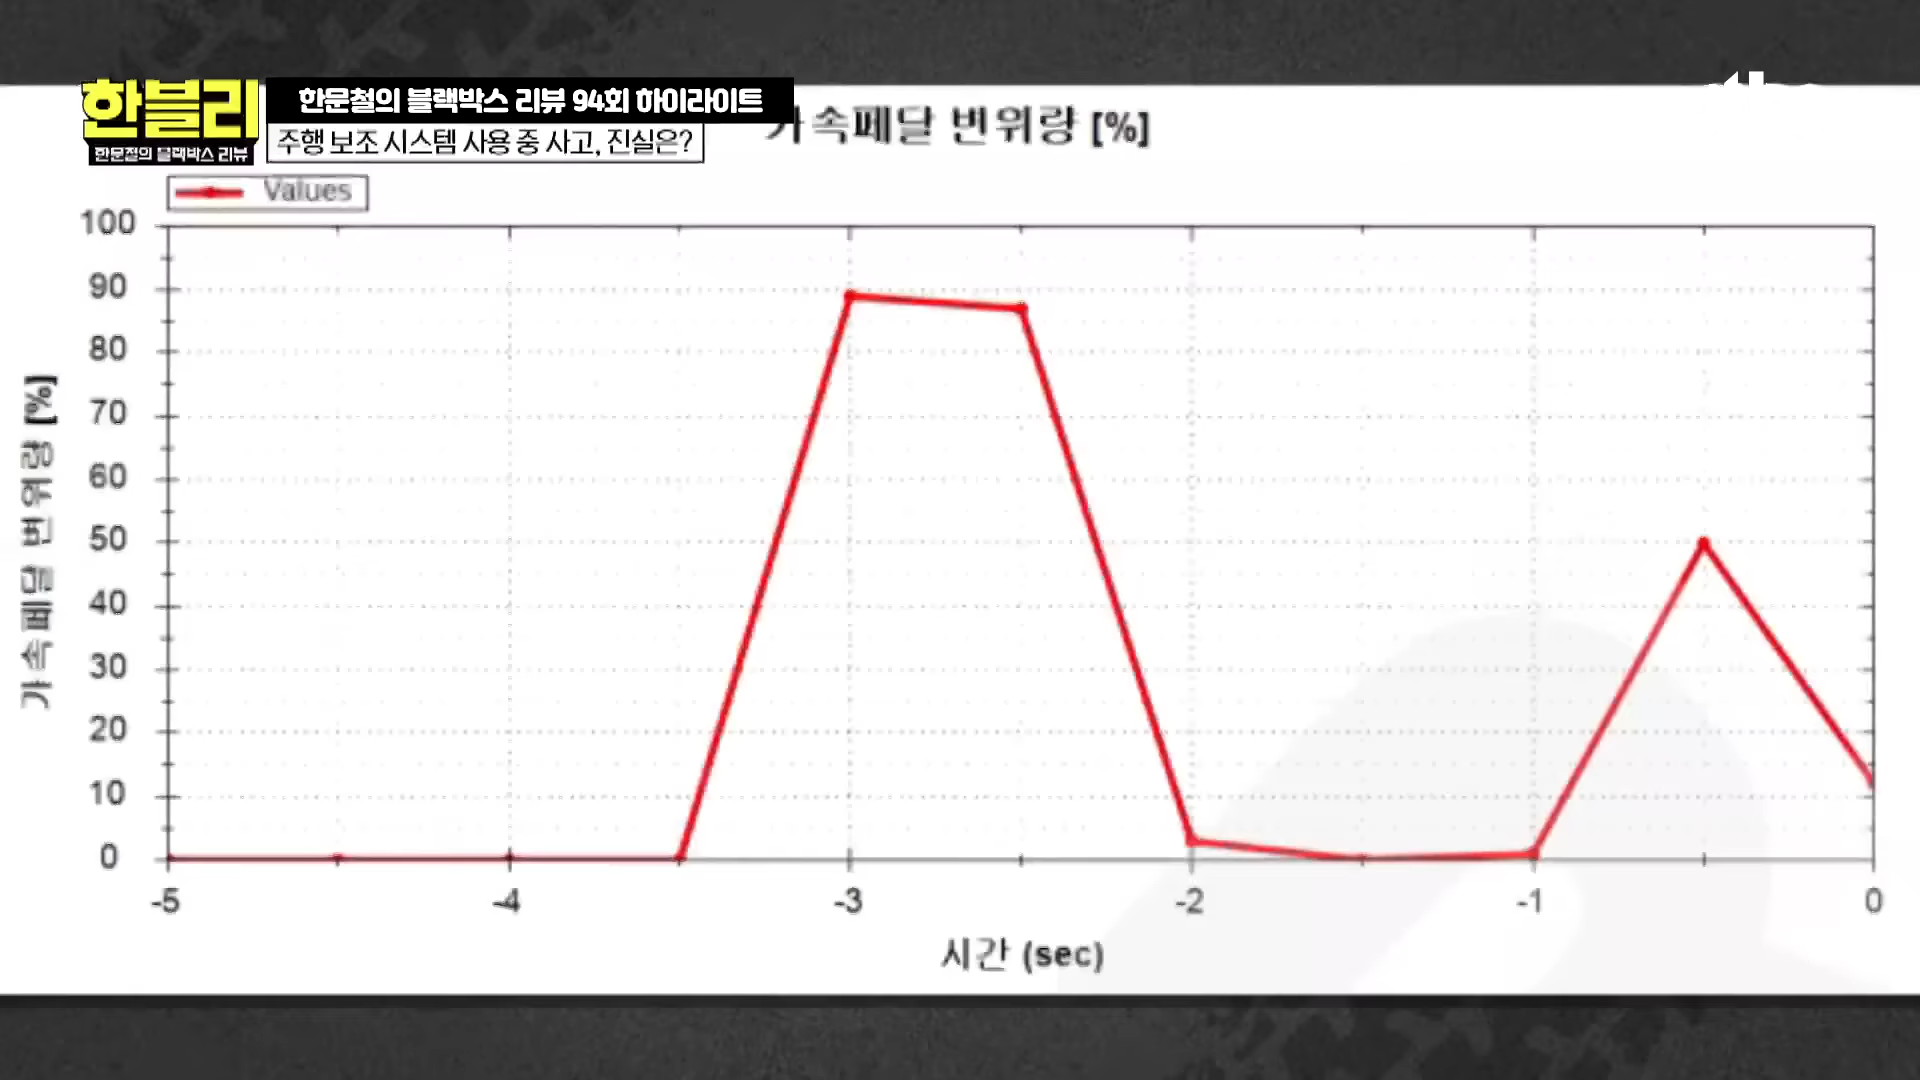 한블리
한문철의 블랙박스 리뷰
한문철의 블랙박스 리뷰 94회 하이라이트
주행 보조 시스템 사용 중 사고, 진실은?
가속페달 변위량 [%]
Values
100
90
80
70
60
50
40
30
20
10
0
가속페달 변위량 [%]
-5
-4
-3
-2
-1
0
시간 (sec)